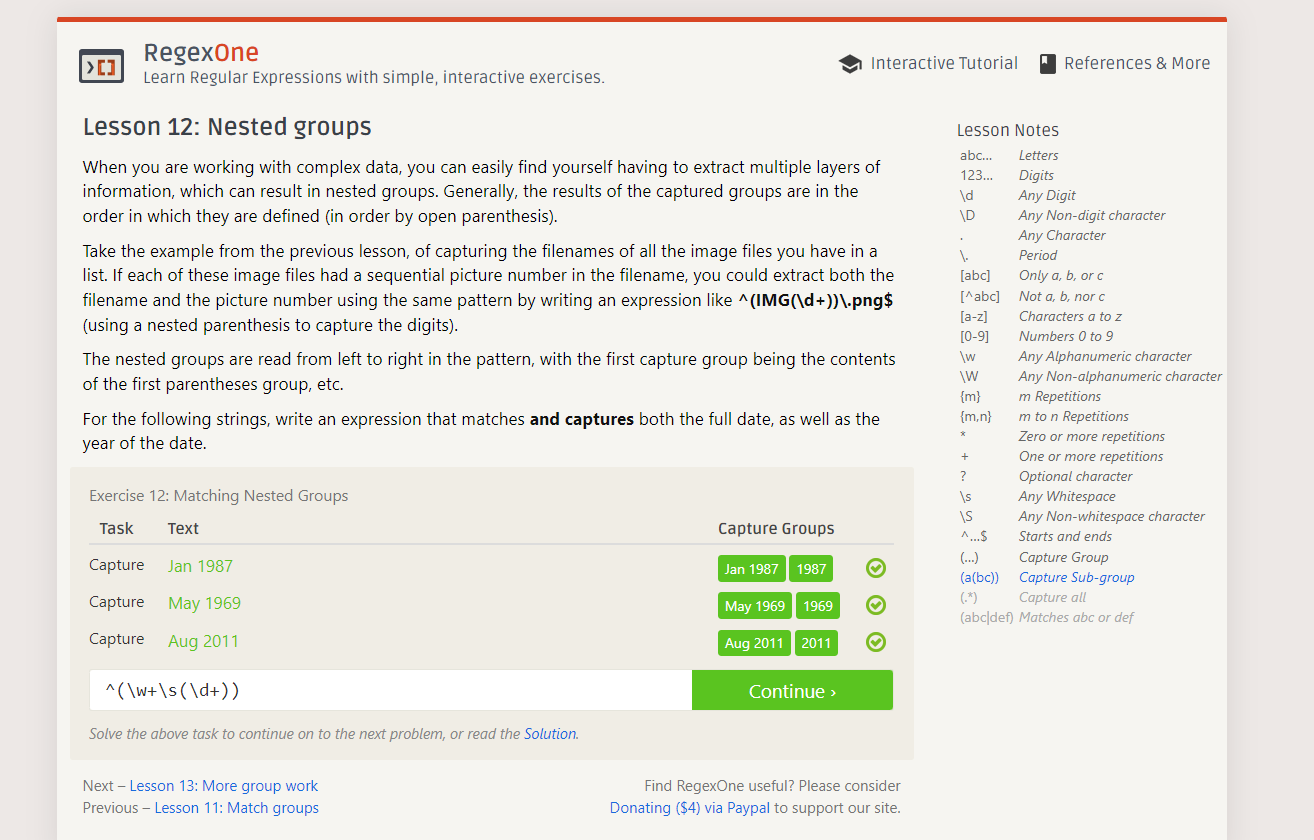 RegexOne
Learn Regular Expressions with simple, interactive exercises.
Interactive Tutorial
References & More
Lesson 12: Nested groups
When you are working with complex data, you can easily find yourself having to extract multiple layers of
information, which can result in nested groups. Generally, the results of the captured groups are in the
order in which they are defined (in order by open parenthesis).
Take the example from the previous lesson, of capturing the filenames of all the image files you have in a
list. If each of these image files had a sequential picture number in the filename, you could extract both the
filename and the picture number using the same pattern by writing an expression like ^(IMG(\d+))\.png$
(using a nested parenthesis to capture the digits).
The nested groups are read from left to right in the pattern, with the first capture group being the contents
of the first parentheses group, etc.
For the following strings, write an expression that matches and captures both the full date, as well as the
year of the date.
Exercise 12: Matching Nested Groups
Task Text Capture Groups
Capture Jan 1987 Jan 1987 1987
Capture May 1969 May 1969 1969
Capture Aug 2011 Aug 2011 2011
^(\w+\s(\d+)) Continue ›
Solve the above task to continue on to the next problem, or read the Solution.
Next – Lesson 13: More group work
Previous – Lesson 11: Match groups
Find RegexOne useful? Please consider
Donating ($4) via Paypal to support our site.
Lesson Notes
abc... Letters
123... Digits
\d Any Digit
\D Any Non-digit character
. Any Character
\. Period
[abc] Only a, b, or c
[^abc] Not a, b, nor c
[a-z] Characters a to z
[0-9] Numbers 0 to 9
\w Any Alphanumeric character
\W Any Non-alphanumeric character
{m} m Repetitions
{m,n} m to n Repetitions
* Zero or more repetitions
+ One or more repetitions
? Optional character
\s Any Whitespace
\S Any Non-whitespace character
^...$ Starts and ends
(...) Capture Group
(a(bc)) Capture Sub-group
(.*) Capture all
(abc|def) Matches abc or def